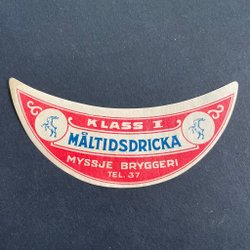 KLASS I
MÅLTIDSDRICKA
MYSSJE BRYGGERI
TEL. 37